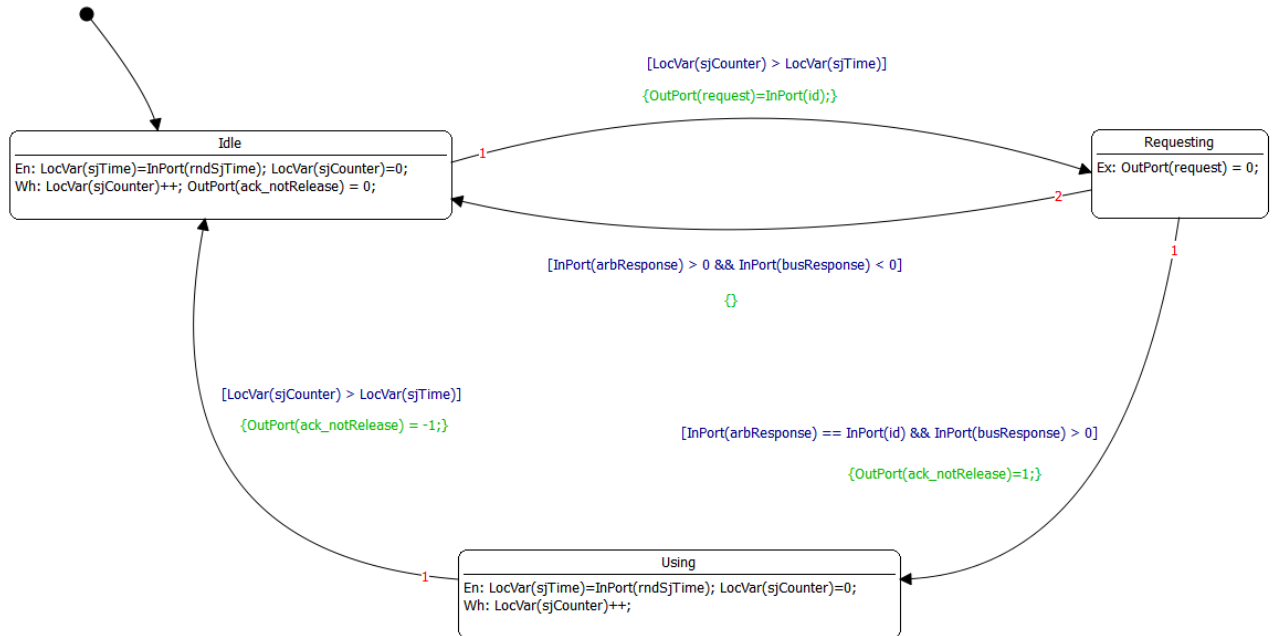 [LocVar(sjCounter) > LocVar(sjTime)]
{OutPort(request)=InPort(id);}
Idle
En: LocVar(sjTime)=InPort(rndSjTime); LocVar(sjCounter)=0;
Wh: LocVar(sjCounter)++; OutPort(ack_notRelease) = 0;
1
Requesting
Ex: OutPort(request) = 0;
2
1
[InPort(arbResponse) > 0 && InPort(busResponse) < 0]
{}
[LocVar(sjCounter) > LocVar(sjTime)]
{OutPort(ack_notRelease) = -1;}
[InPort(arbResponse) == InPort(id) && InPort(busResponse) > 0]
{OutPort(ack_notRelease)=1;}
Using
En: LocVar(sjTime)=InPort(rndSjTime); LocVar(sjCounter)=0;
Wh: LocVar(sjCounter)++;
1